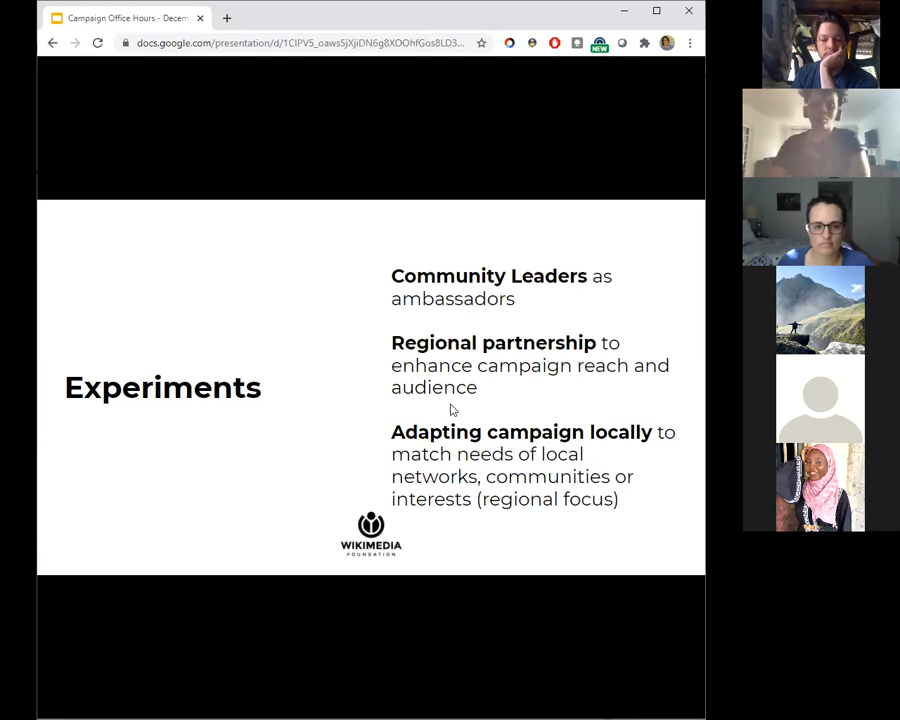 Campaign Office Hours - Decem
docs.google.com/presentation/d/1CIPV5_oaws5jXjiDN6g8XOOhfGos8LD3...
NEW
Community Leaders as
ambassadors
Regional partnership to
enhance campaign reach and
audience
Experiments
Adapting campaign locally to
match needs of local
networks, communities or
interests (regional focus)
WIKIMEDIA
FOUNDATION